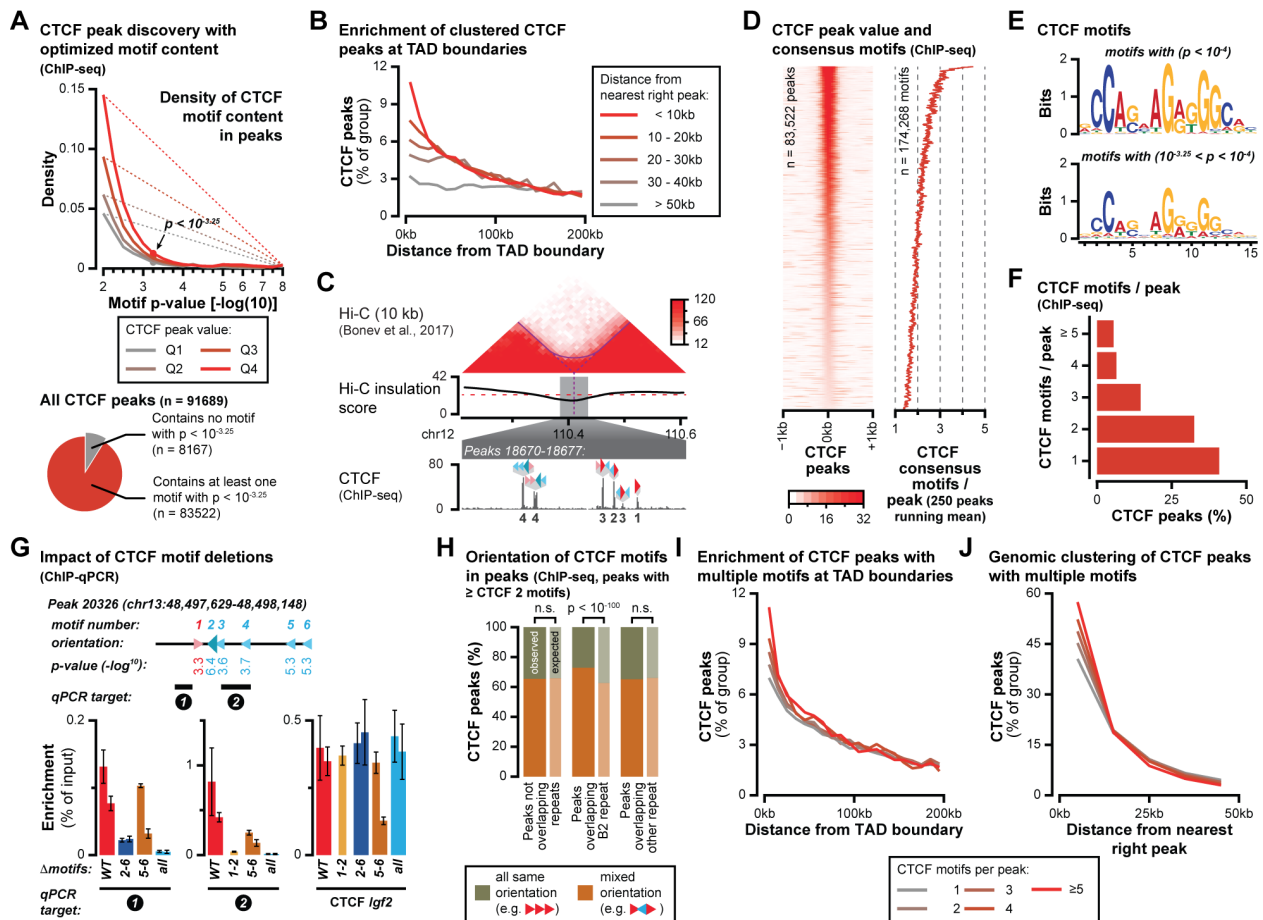 A
CTCF peak discovery with
optimized motif content
(ChIP-seq)
Density of CTCF
motif content
in peaks
Density
0.15
0.10
0.05
0.00
p < 10-3.25
2
3
4
5
6
7
8
Motif p-value [-log(10)]
CTCF peak value:
Q1
Q3
Q2
Q4
All CTCF peaks (n = 91689)
Contains no motif
with p < 10-3.25
(n = 8167)
Contains at least one
motif with p < 10-3.25
(n = 83522)
B
Enrichment of clustered CTCF
peaks at TAD boundaries
CTCF peaks
(% of group)
12
9
6
3
0
0kb
100kb
200kb
Distance from TAD boundary
Distance from
nearest right peak:
< 10kb
10 - 20kb
20 - 30kb
30 - 40kb
> 50kb
C
Hi-C (10 kb)
(Bonev et al., 2017)
120
66
12
Hi-C insulation
score
42
0
chr12
110.4
110.6
Peaks 18670-18677:
CTCF
(ChIP-seq)
80
0
4 4 3 2 3 1
D
CTCF peak value and
consensus motifs (ChIP-seq)
n = 83,522 peaks
n = 174,268 motifs
−1kb
0kb
+1kb
CTCF
peaks
0 16 32
1 3 5
CTCF
consensus
motifs /
peak (250 peaks
running mean)
E
CTCF motifs
motifs with (p < 10-4)
Bits
2
1
0
motifs with (10-3.25 < p < 10-4)
Bits
2
1
0
5 10 15
F
CTCF motifs / peak
(ChIP-seq)
CTCF motifs / peak
≥ 5
4
3
2
1
0 25 50
CTCF peaks (%)
G
Impact of CTCF motif deletions
(ChIP-qPCR)
Peak 20326 (chr13:48,497,629-48,498,148)
motif number:
1 2 3 4 5 6
orientation:
p-value (-log10):
3.3 6.4 3.6 3.7 5.3 5.3
qPCR target:
1 2
Enrichment
(% of input)
0.2
0
1
0
0.5
0
Δmotifs:
WT 2-6 5-6 all
WT 1-2 5-6 all
WT 1-2 2-6 5-6 all
qPCR
target:
1
2
CTCF Igf2
H
Orientation of CTCF motifs
in peaks (ChIP-seq, peaks with
≥ CTCF 2 motifs)
n.s.
p < 10-100
n.s.
CTCF peaks (%)
100
80
60
40
20
0
observed
expected
Peaks not
overlapping
repeats
Peaks
overlapping
B2 repeat
Peaks
overlapping
other repeat
all same
orientation
(e.g. )
mixed
orientation
(e.g. )
I
Enrichment of CTCF peaks with
multiple motifs at TAD boundaries
CTCF peaks
(% of group)
12
9
6
3
0
0kb
100kb
200kb
Distance from TAD boundary
J
Genomic clustering of CTCF peaks
with multiple motifs
CTCF peaks
(% of group)
60
50
40
30
20
10
0
0kb
25kb
50kb
Distance from nearest
right peak
CTCF motifs per peak:
1
3
≥5
2
4